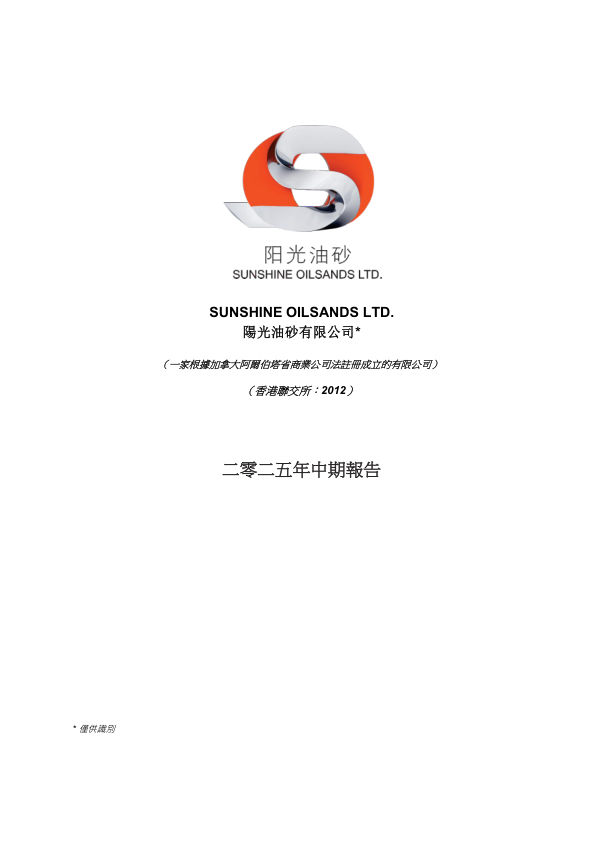 阳光油砂
SUNSHINE OILSANDS LTD.
SUNSHINE OILSANDS LTD.
陽光油砂有限公司*
（一家根據加拿大阿爾伯塔省商業公司法註冊成立的有限公司）
（香港聯交所：2012）
二零二五年中期報告
* 僅供識別